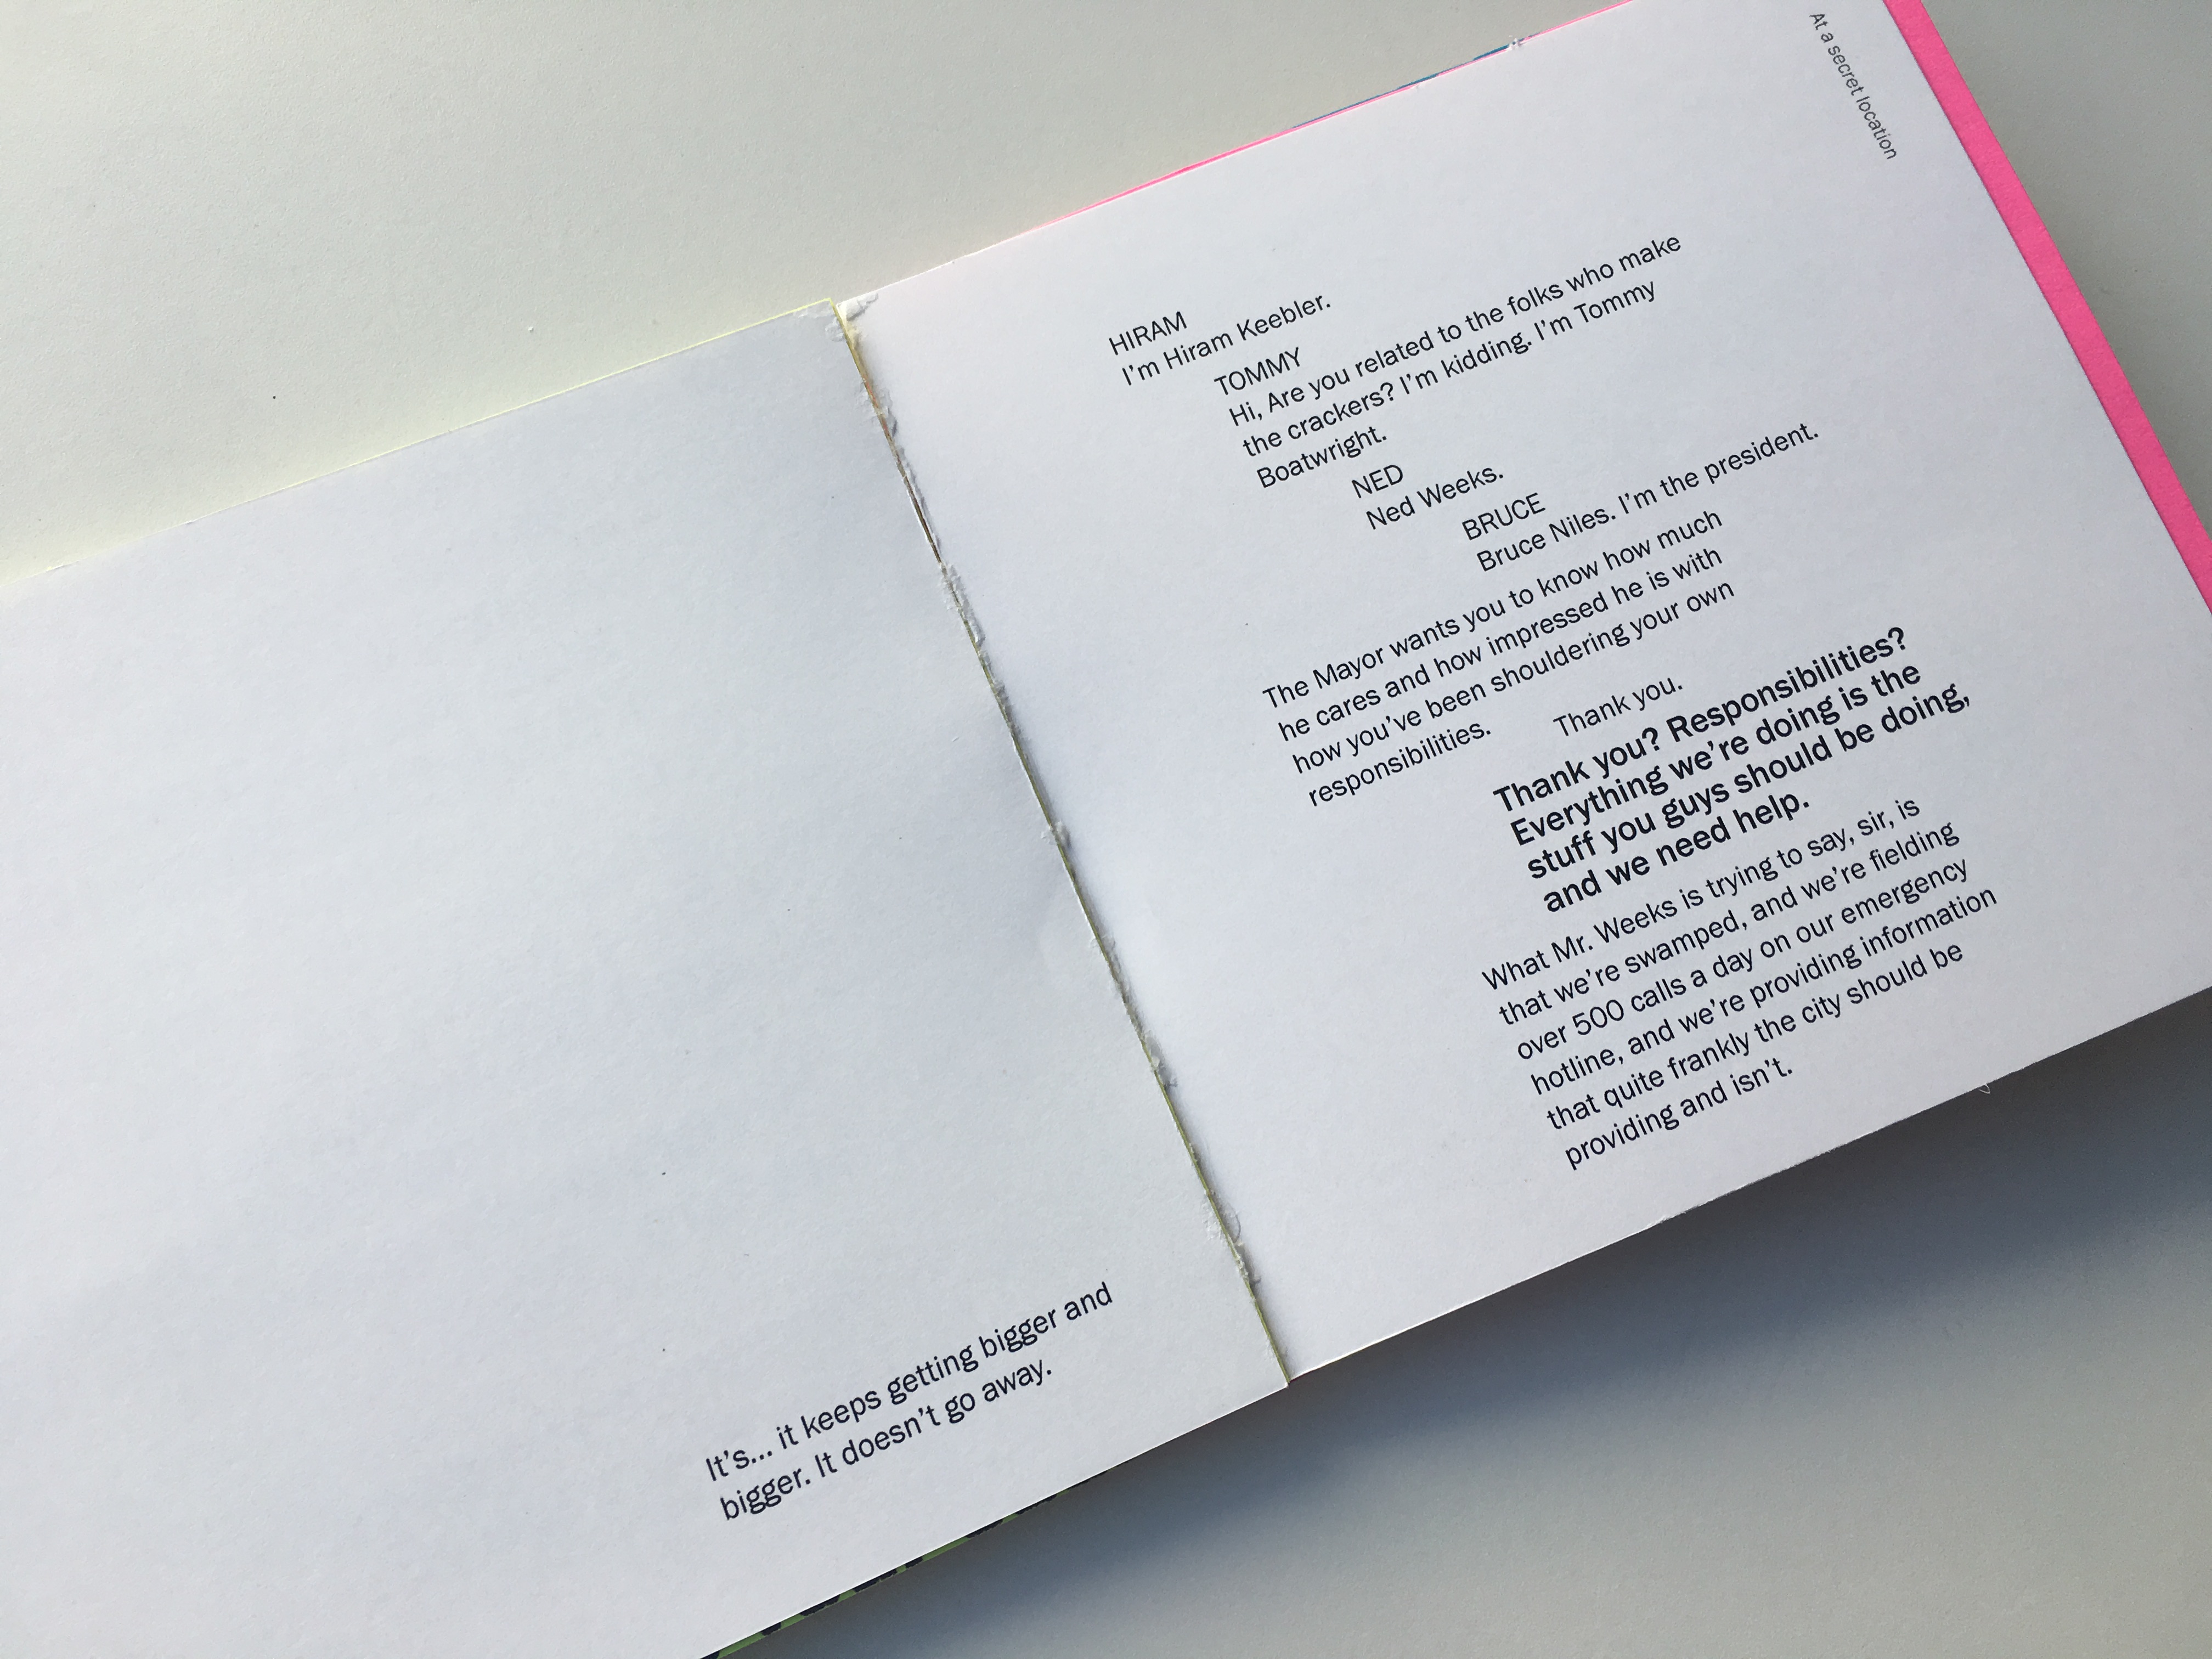 It's... it keeps getting bigger and
bigger. It doesn't go away.
At a secret location
HIRAM
I'm Hiram Keebler.
TOMMY
Hi, Are you related to the folks who make
the crackers? I'm kidding. I'm Tommy
Boatwright.
NED
Ned Weeks.
BRUCE
Bruce Niles. I'm the president.
The Mayor wants you to know how much
he cares and how impressed he is with
how you've been shouldering your own
responsibilities.
Thank you.
Thank you? Responsibilities?
Everything we're doing is the
stuff you guys should be doing,
and we need help.
What Mr. Weeks is trying to say, sir, is
that we're swamped, and we're fielding
over 500 calls a day on our emergency
hotline, and we're providing information
that quite frankly the city should be
providing and isn't.